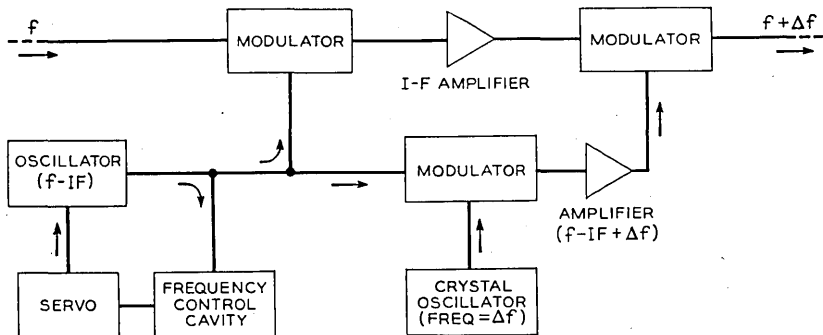 f
MODULATOR
I-F AMPLIFIER
MODULATOR
f+Δf
OSCILLATOR
(f-IF)
MODULATOR
AMPLIFIER
(f-IF+Δf)
SERVO
FREQUENCY
CONTROL
CAVITY
CRYSTAL
OSCILLATOR
(FREQ=Δf)